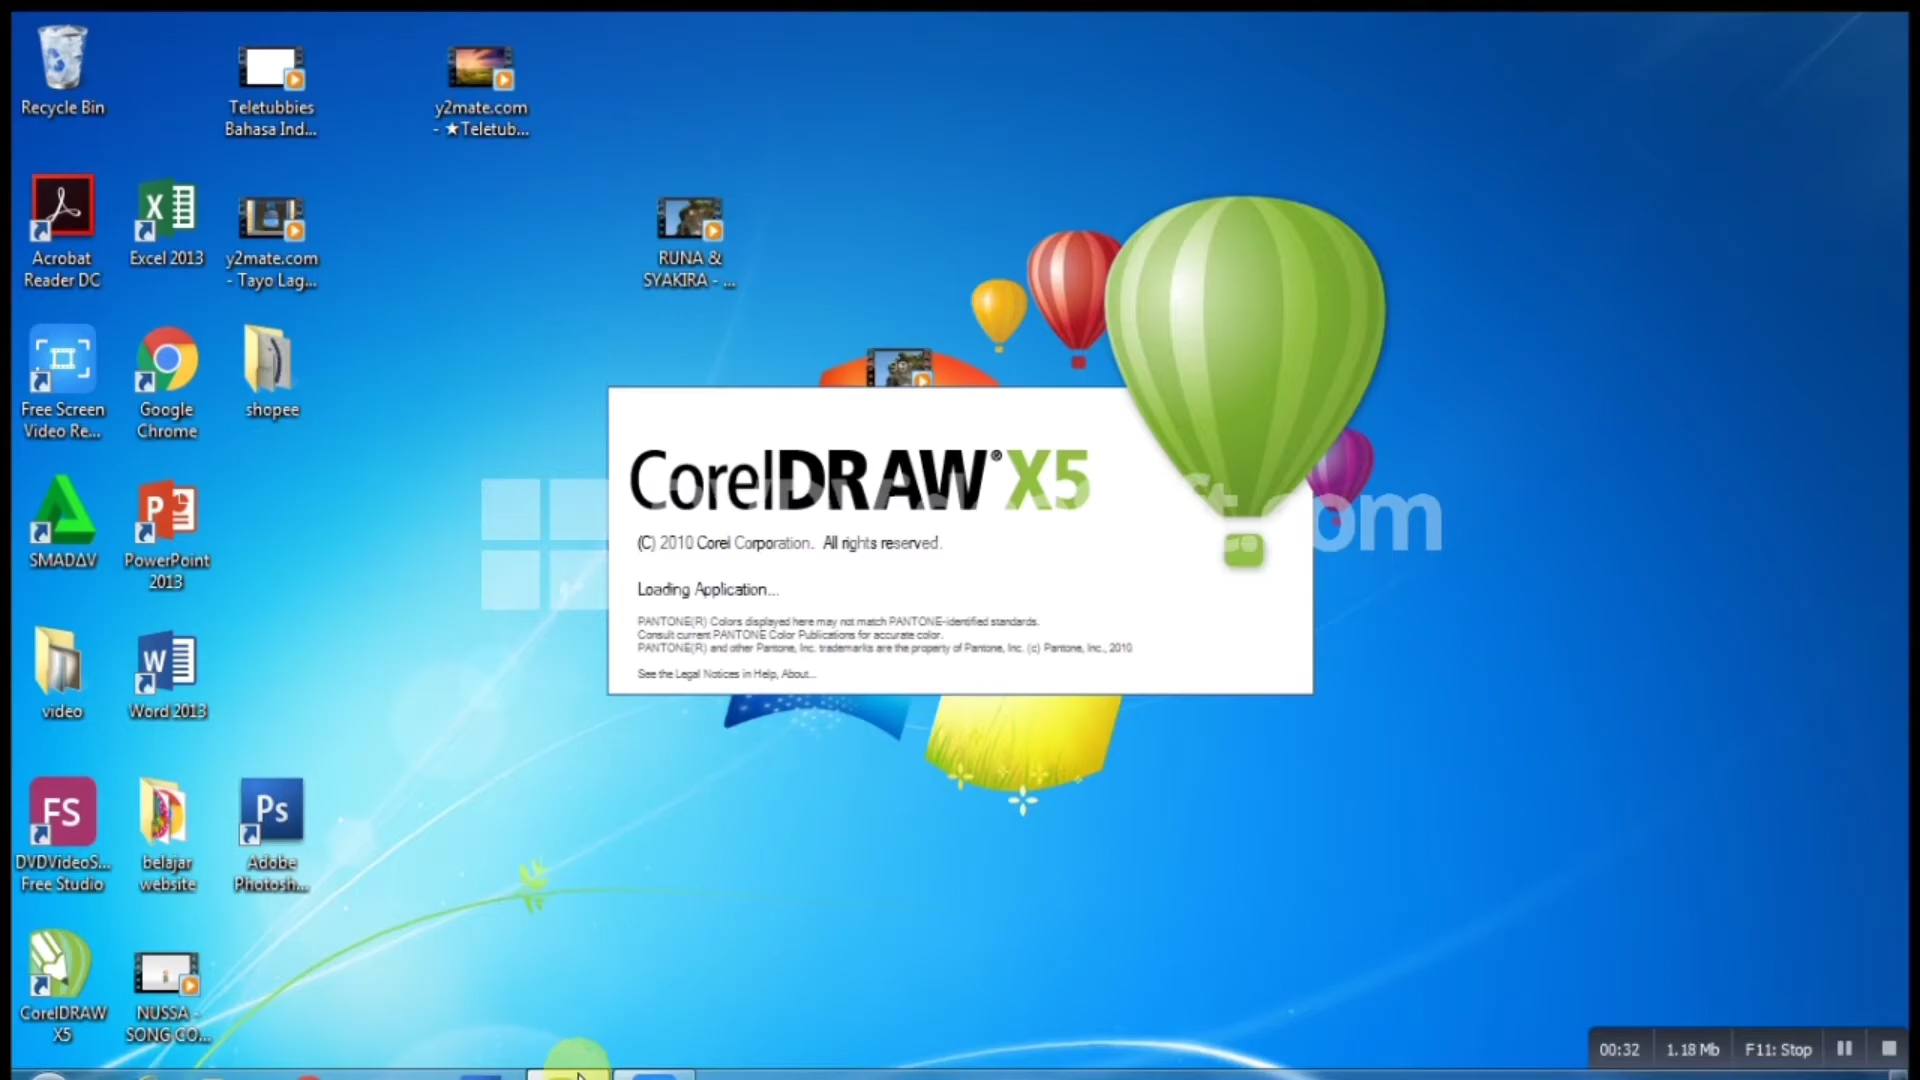 Recycle Bin
Teletubbies
Bahasa Ind...
y2mate.com
- ★Teletub...
Acrobat
Reader DC
Excel 2013
y2mate.com
- Tayo Lag...
RUNA &
SYAKIRA - ...
Free Screen
Video Re...
Google
Chrome
shopee
CorelDRAW® X5
(C) 2010 Corel Corporation. All rights reserved.
Loading Application...
PANTONE(R) Colors displayed here may not match PANTONE-identified standards.
Consult current PANTONE Color Publications for accurate color.
PANTONE(R) and other Pantone, Inc. trademarks are the property of Pantone, Inc. (c) Pantone, Inc., 2010
See the Legal Notices in Help, About...
SMADΔV
PowerPoint
2013
video
Word 2013
FS
DVDVideoS...
Free Studio
belajar
website
Ps
Adobe
Photosh...
CorelDRAW
X5
NUSSA -
SONG CO...
00:32
1.18 Mb
F11: Stop